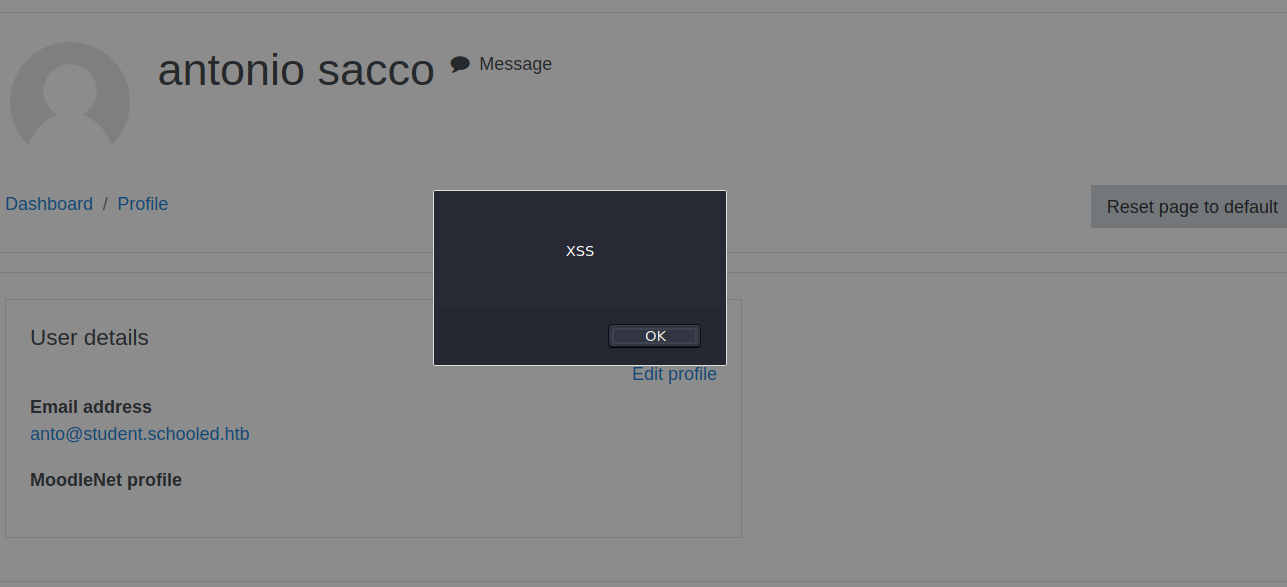 antonio sacco Message
Dashboard / Profile
Reset page to default
XSS
OK
User details
Edit profile
Email address
anto@student.schooled.htb
MoodleNet profile